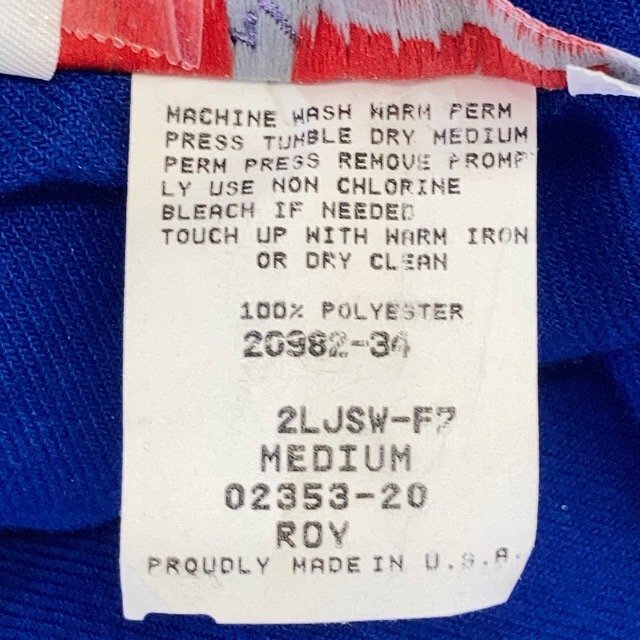 MACHINE WASH WARM PERM
PRESS TUMBLE DRY MEDIUM
PERM PRESS REMOVE PROMP
LY USE NON CHLORINE
BLEACH IF NEEDED
TOUCH UP WITH WARM IRON
OR DRY CLEAN
100% POLYESTER
20982-34
2LJSW-F7
MEDIUM
02353-20
ROY
PROUDLY MADE IN U.S.A.